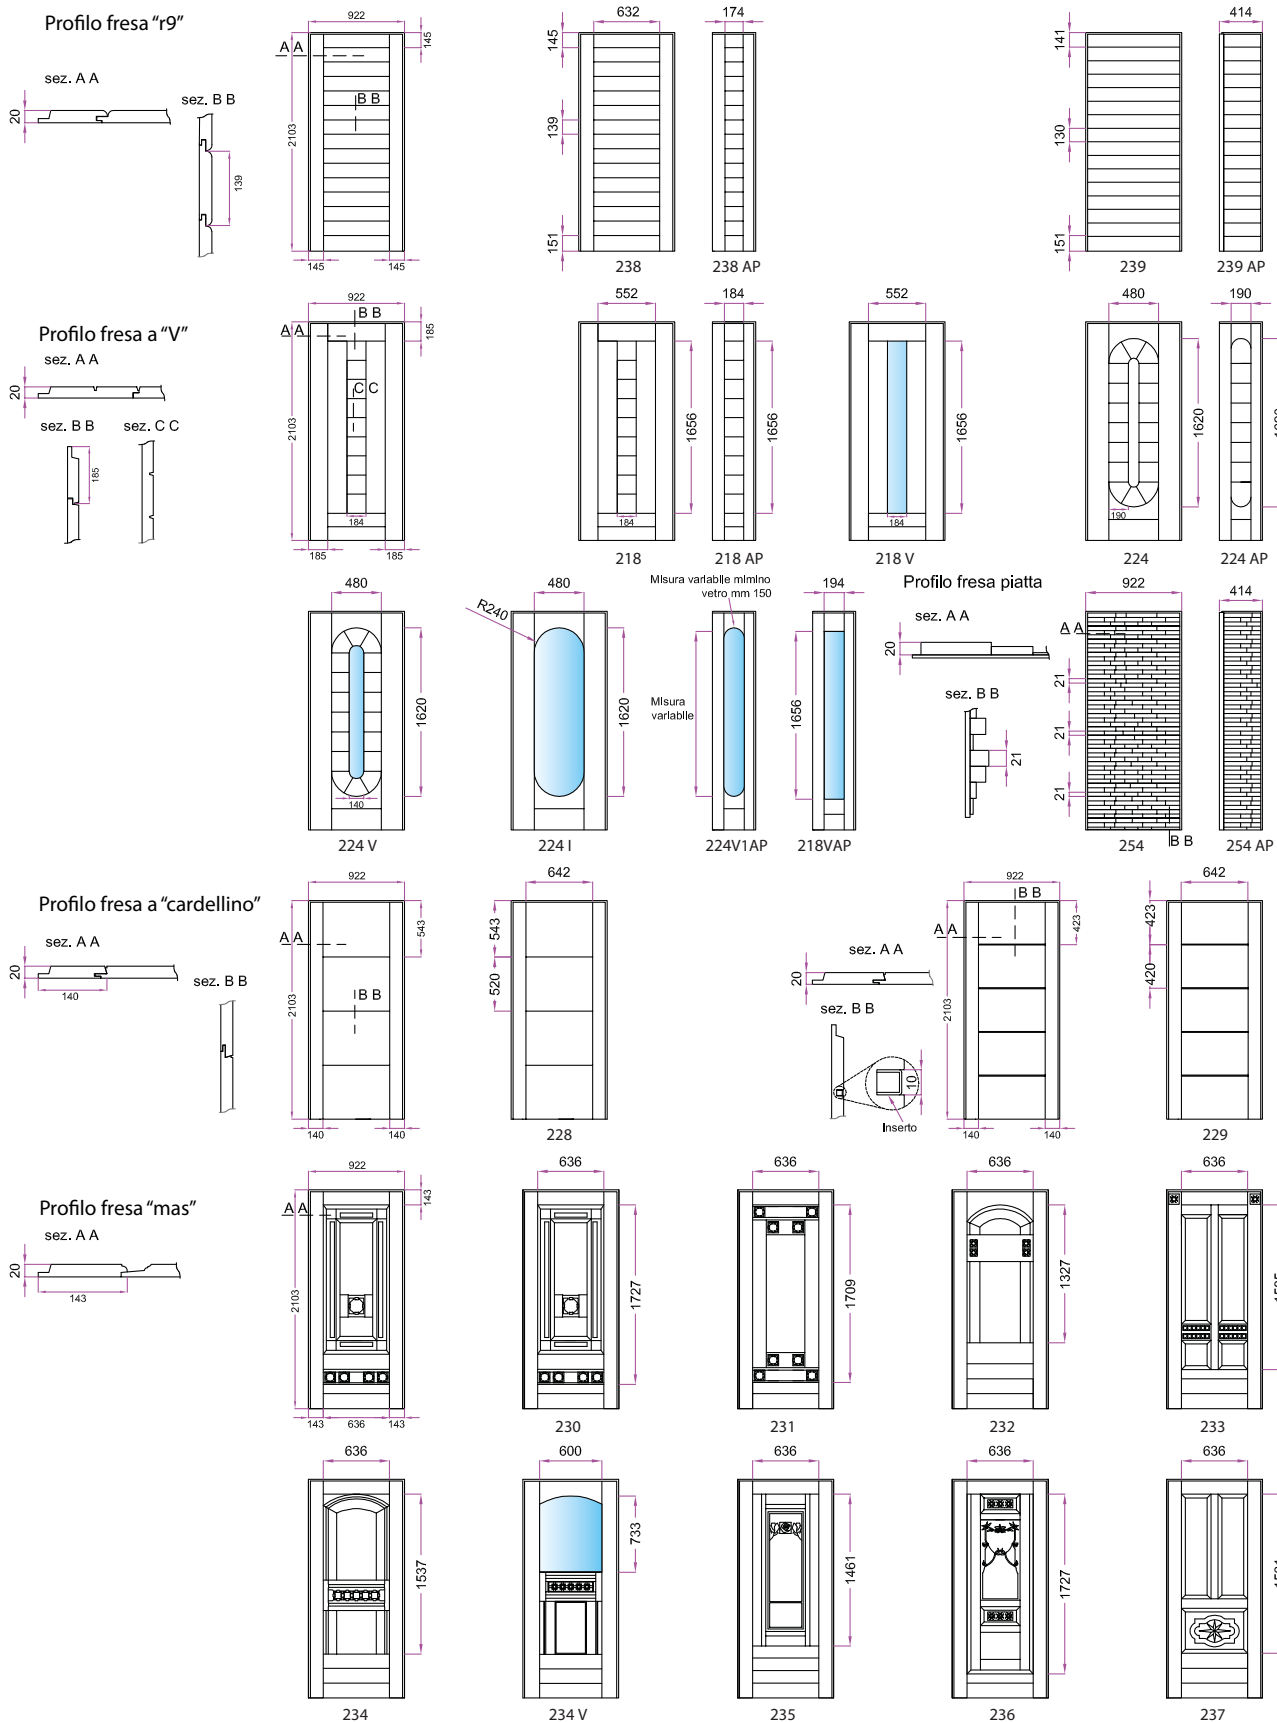 Profilo fresa “r9”
922
632
174
414
145
145
141
A A
sez. A A
20
sez. B B
139
B B
2103
139
130
151
151
145
145
238
238 AP
239
239 AP
Profilo fresa a “V”
922
552
184
552
480
190
B B
A A
185
sez. A A
20
C C
sez. B B
sez. C C
185
2103
1656
1656
1656
1620
184
184
184
190
185
185
218
218 AP
218 V
224
224 AP
480
480
MIsura variabIle mImIno
vetro mm 150
194
Profilo fresa piatta
922
414
R240
sez. A A
20
A A
1620
1620
MIsura
variabIle
1656
sez. B B
21
21
21
21
140
224 V
224 I
224V1AP
218VAP
254
B B
254 AP
Profilo fresa a “cardellino”
922
642
922
642
B B
543
543
423
423
sez. A A
A A
A A
20
140
sez. B B
B B
520
sez. A A
20
420
2103
2103
sez. B B
10
Inserto
140
140
228
140
140
229
Profilo fresa “mas”
922
636
636
636
636
143
sez. A A
A A
20
143
2103
1727
1709
1327
143
636
143
230
231
232
233
636
600
636
636
636
1537
733
1461
1727
234
234 V
235
236
237